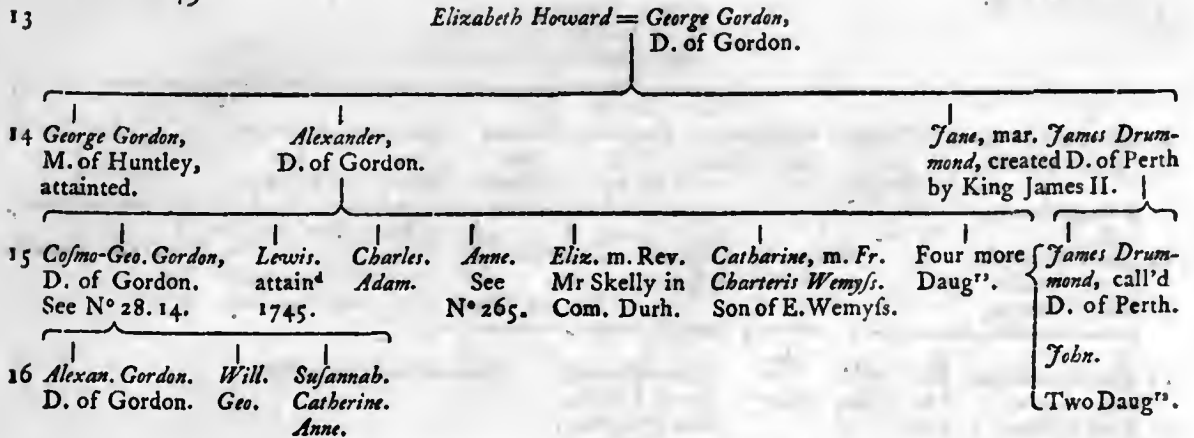 13 Elizabeth Howard = George Gordon,
D. of Gordon.
14 George Gordon, Alexander, Jane, mar. James Drum-
M. of Huntley, D. of Gordon. mond, created D. of Perth
attainted. by King James II.
15 Coſmo-Geo. Gordon, Lewis. Charles. Anne. Eliz. m. Rev. Catharine, m. Fr. Four more James Drum-
D. of Gordon. attainᵈ Adam. See Mr Skelly in Charteris Wemyſs. Daugʳˢ. mond, call'd
See Nº 28. 14. 1745. Nº 265. Com. Durh. Son of E. Wemyſs. D. of Perth.
John.
16 Alexan. Gordon. Will. Suſannah.
D. of Gordon. Geo. Catherine. Two Daugʳˢ.
Anne.